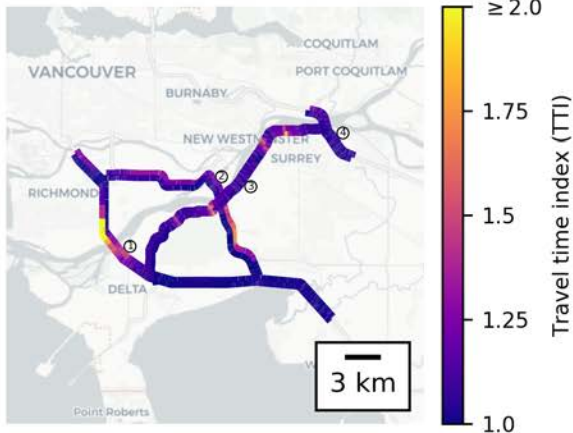 ≥ 2.0
COQUITLAM
VANCOUVER
PORT COQUITLAM
BURNABY
1.75
NEW WESTMINSTER
④
SURREY
②
③
RICHMOND
1.5
①
DELTA
1.25
W
3 km
Point Roberts
1.0
Travel time index (TTI)